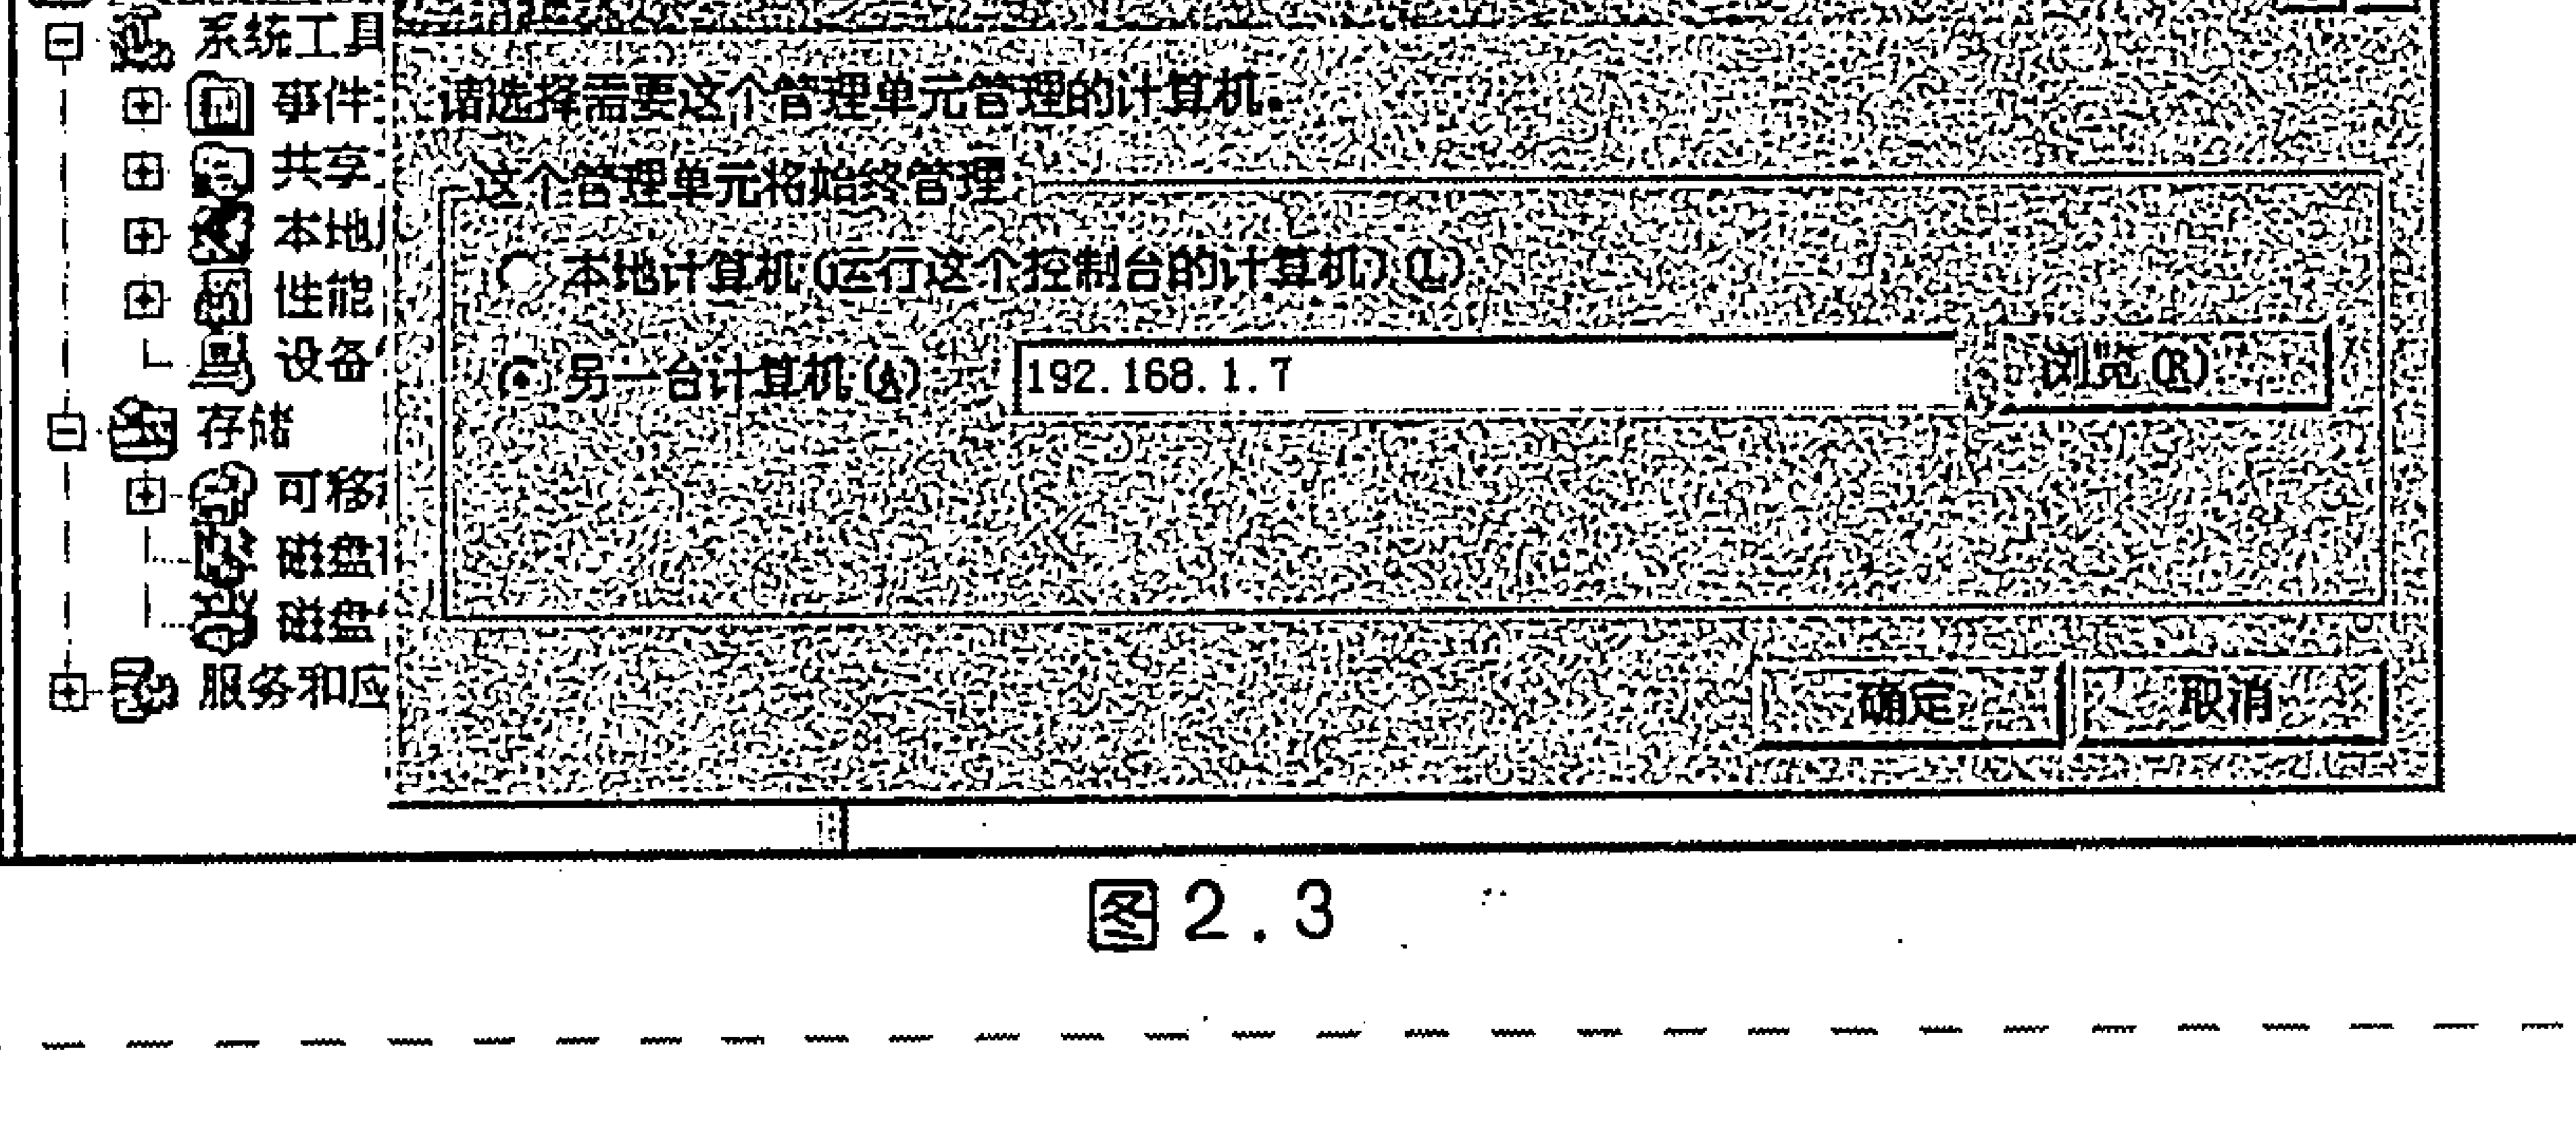 系统工具
事件
共享
本地
性能
设备
存储
可移
磁盘
磁盘
服务和应
请选择需要这个管理单元管理的计算机。
这个管理单元将始终管理:
本地计算机(运行这个控制台的计算机)(L)
另一台计算机(A): 192.168.1.7 浏览(R)
确定 取消
图2.3